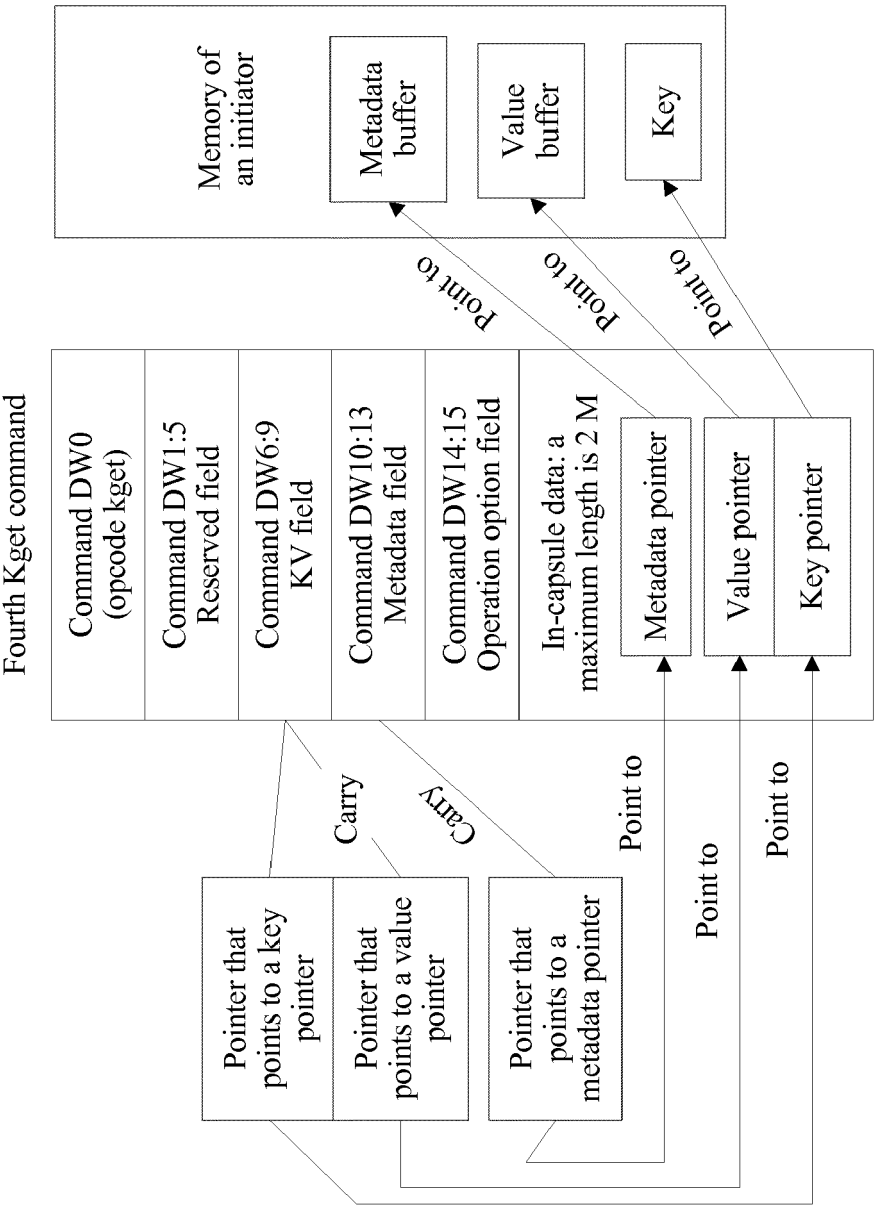 Fourth Kget command
Command DW0
(opcode kget)
Command DW1:5
Reserved field
Command DW6:9
KV field
Command DW10:13
Metadata field
Command DW14:15
Operation option field
In-capsule data: a
maximum length is 2 M
Metadata pointer
Value pointer
Key pointer
Pointer that
points to a key
pointer
Pointer that
points to a value
pointer
Pointer that
points to a
metadata pointer
Carry
Carry
Point to
Point to
Point to
Point to
Point to
Point to
Memory of
an initiator
Metadata
buffer
Value
buffer
Key